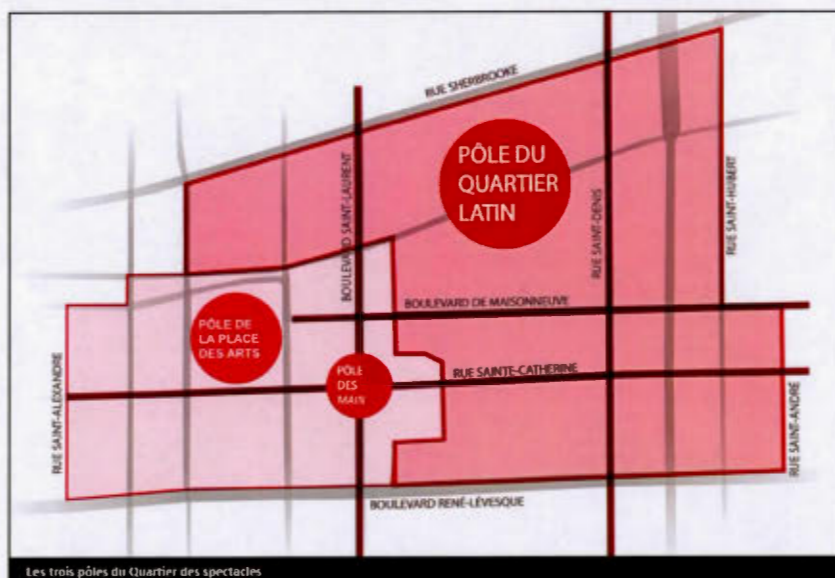 RUE SHERBROOKE
PÔLE DU
QUARTIER
LATIN
BOULEVARD SAINT-LAURENT
RUE SAINT-DENIS
RUE SAINT-HUBERT
BOULEVARD DE MAISONNEUVE
PÔLE DE
LA PLACE
DES ARTS
PÔLE
DES
MAIN
RUE SAINTE-CATHERINE
RUE SAINT-ALEXANDRE
RUE SAINT-ANDRÉ
BOULEVARD RENÉ-LÉVESQUE
Les trois pôles du Quartier des spectacles